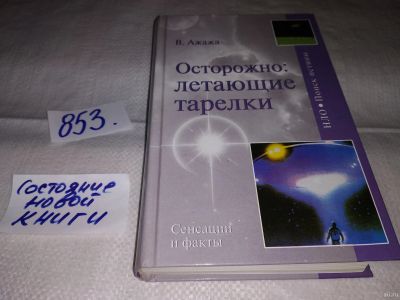 853.
Состояние
новой
книги
В. Ажажа
Осторожно:
летающие
тарелки
НЛО • Поиск истины
Сенсации
и факты